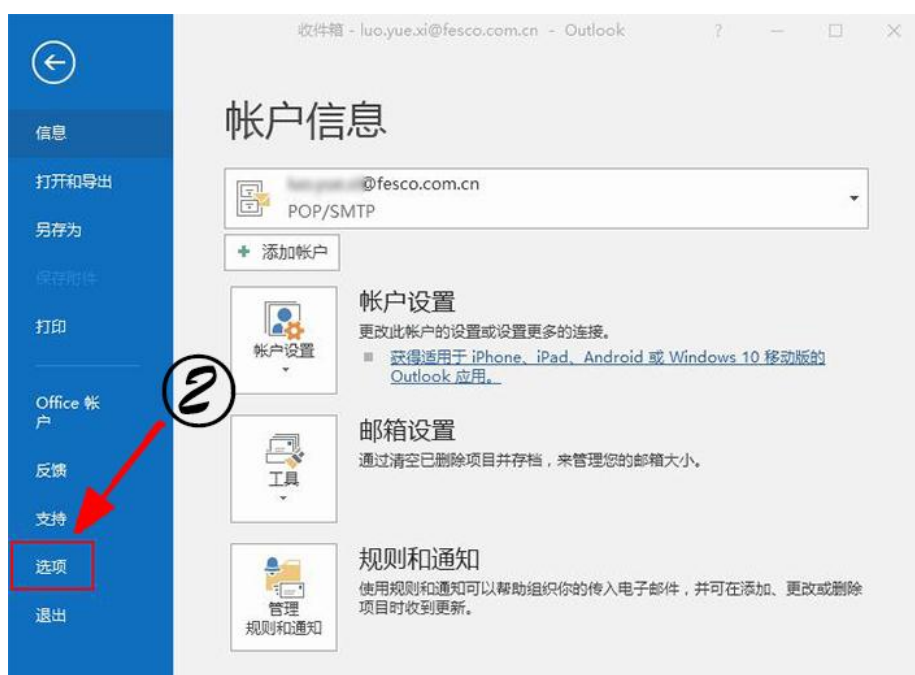 收件箱 - luo.yue.xi@fesco.com.cn - Outlook
帐户信息
信息
打开和导出
另存为
保存附件
打印
Office 帐
户
反馈
支持
选项
退出
@fesco.com.cn
POP/SMTP
添加帐户
帐户设置
帐户设置
更改此帐户的设置或设置更多的连接。
获得适用于 iPhone、iPad、Android 或 Windows 10 移动版的
Outlook 应用。
②
工具
邮箱设置
通过清空已删除项目并存档，来管理您的邮箱大小。
管理
规则和通知
规则和通知
使用规则和通知可以帮助组织你的传入电子邮件，并可在添加、更改或删除
项目时收到更新。